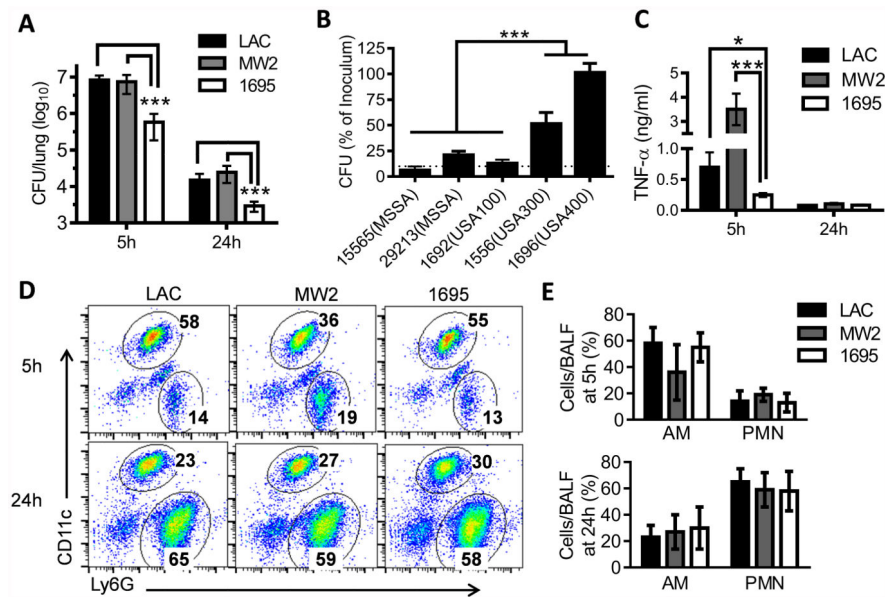 A
LAC
MW2
1695
CFU/lung (log10)
7
6
5
4
3
***
***
5h
24h
B
CFU (% of Inoculum)
125
100
75
50
25
0
***
15565(MSSA)
29213(MSSA)
1692(USA100)
1556(USA300)
1696(USA400)
C
LAC
MW2
1695
TNF-α (ng/ml)
5
4
3
1.0
0.5
0.0
*
***
5h
24h
D
LAC
MW2
1695
5h
58
14
36
19
55
13
24h
23
65
27
59
30
58
CD11c
Ly6G
E
LAC
MW2
1695
Cells/BALF
at 5h (%)
80
60
40
20
0
AM
PMN
Cells/BALF
at 24h (%)
80
60
40
20
0
AM
PMN